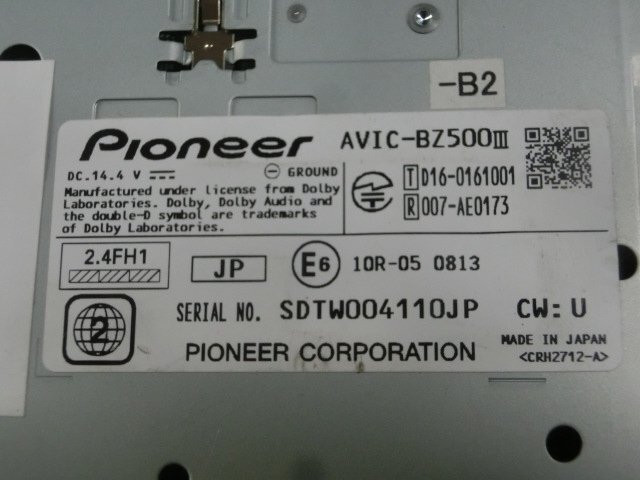 -B2
Pioneer AVIC-BZ500Ⅲ
DC.14.4 V
GROUND
Manufactured under license from Dolby
Laboratories. Dolby, Dolby Audio and
the double-D symbol are trademarks
of Dolby Laboratories.
T D16-0161001
R 007-AE0173
2.4FH1
JP
E6 10R-05 0813
2
SERIAL NO. SDTW004110JP CW:U
PIONEER CORPORATION
MADE IN JAPAN
<CRH2712-A>